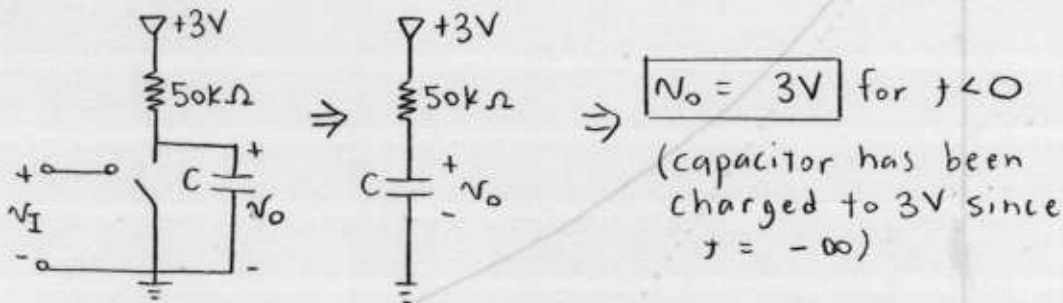 +3V
50kΩ
+
C
vo
-
+
vI
-
⇒
+3V
50kΩ
+
C
vo
-
⇒
vo = 3V for t<0
(capacitor has been
charged to 3V since
t = -∞)